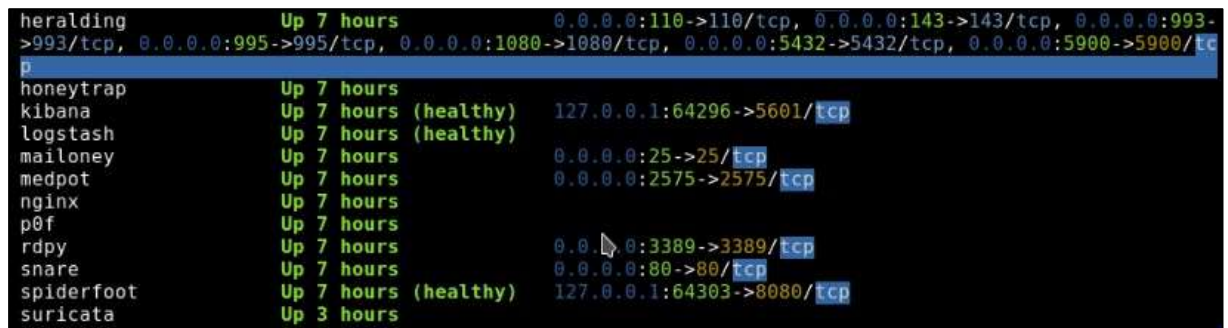 heralding Up 7 hours 0.0.0.0:110->110/tcp, 0.0.0.0:143->143/tcp, 0.0.0.0:993-
>993/tcp, 0.0.0.0:995->995/tcp, 0.0.0.0:1080->1080/tcp, 0.0.0.0:5432->5432/tcp, 0.0.0.0:5900->5900/tc
p
honeytrap Up 7 hours
kibana Up 7 hours (healthy) 127.0.0.1:64296->5601/tcp
logstash Up 7 hours (healthy)
mailoney Up 7 hours 0.0.0.0:25->25/tcp
medpot Up 7 hours 0.0.0.0:2575->2575/tcp
nginx Up 7 hours
p0f Up 7 hours
rdpy Up 7 hours 0.0.0.0:3389->3389/tcp
snare Up 7 hours 0.0.0.0:80->80/tcp
spiderfoot Up 7 hours (healthy) 127.0.0.1:64303->8080/tcp
suricata Up 3 hours